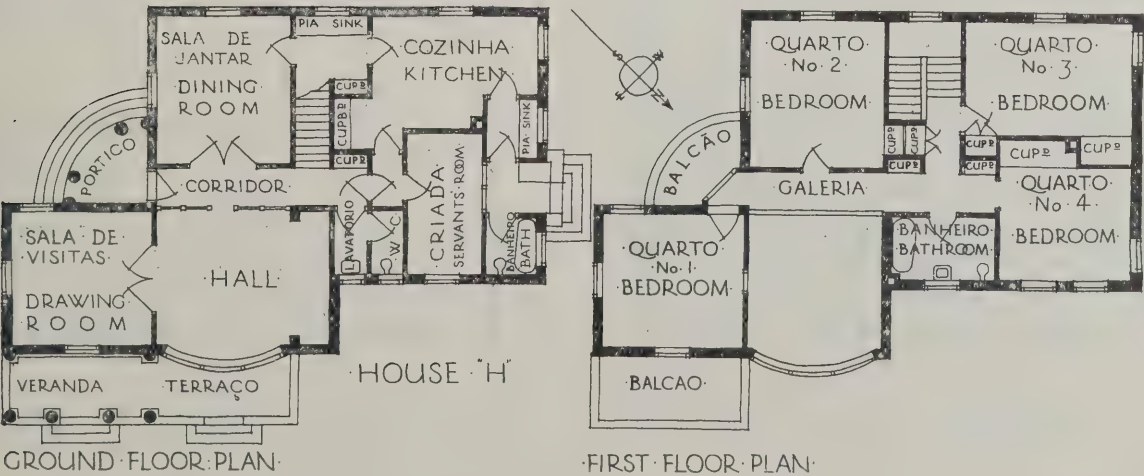 SALA DE
JANTAR
DINING
ROOM
PIA SINK
COZINHA
KITCHEN
CUPD
CUPBD
CUPD
PIA SINK
PORTICO
CORRIDOR
SALA DE
VISITAS
DRAWING
ROOM
HALL
LAVATORIO
W.C.
CRIADA
SERVANTS·ROOM
BANHEIRO
BATH
VERANDA
TERRAÇO
HOUSE "H"
GROUND·FLOOR:PLAN·
QUARTO
No. 2
BEDROOM
QUARTO
No. 3
BEDROOM
CUPD
CUPD
CUPD
CUPD
CUPD
CUPD
CUPD
BALCÃO
GALERIA
QUARTO
No. 1
BEDROOM
BANHEIRO
BATHROOM
QUARTO
No. 4
BEDROOM
·BALCAO·
·FIRST·FLOOR·PLAN·